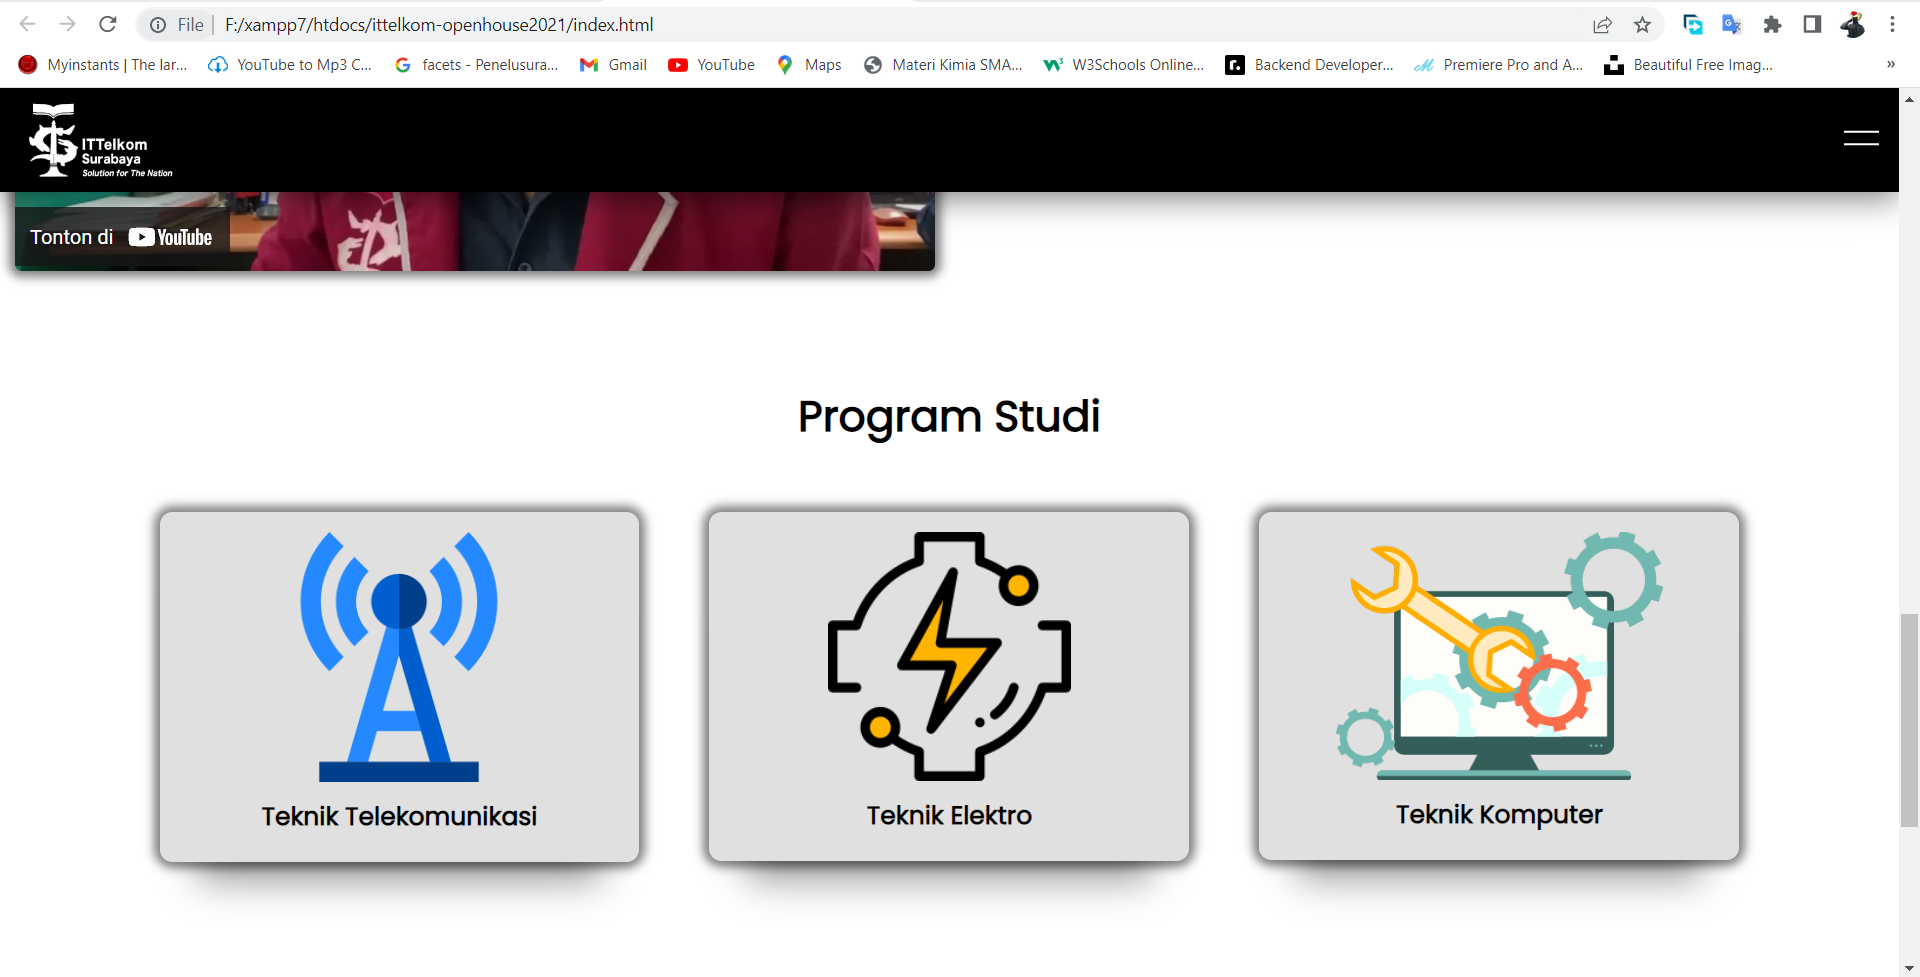 File F:/xampp7/htdocs/ittelkom-openhouse2021/index.html
Myinstants | The lar... YouTube to Mp3 C... facets - Penelusura... Gmail YouTube Maps Materi Kimia SMA... W3Schools Online... Backend Developer... Premiere Pro and A... Beautiful Free Imag... »
ITTelkom
Surabaya
Solution for The Nation
Tonton di YouTube
Program Studi
Teknik Telekomunikasi
Teknik Elektro
Teknik Komputer